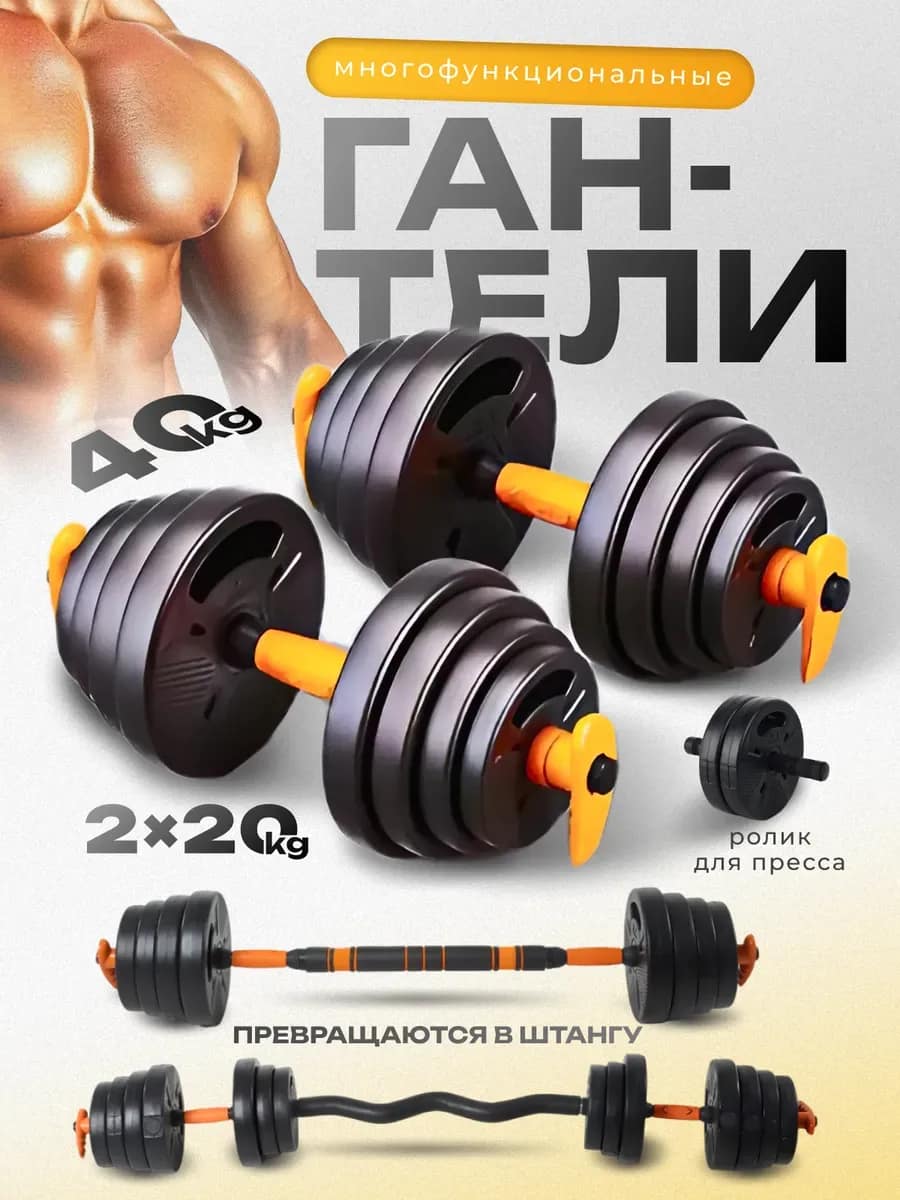 многофункциональные
ГАН-
ТЕЛИ
40kg
2×20kg
ролик
для пресса
ПРЕВРАЩАЮТСЯ В ШТАНГУ